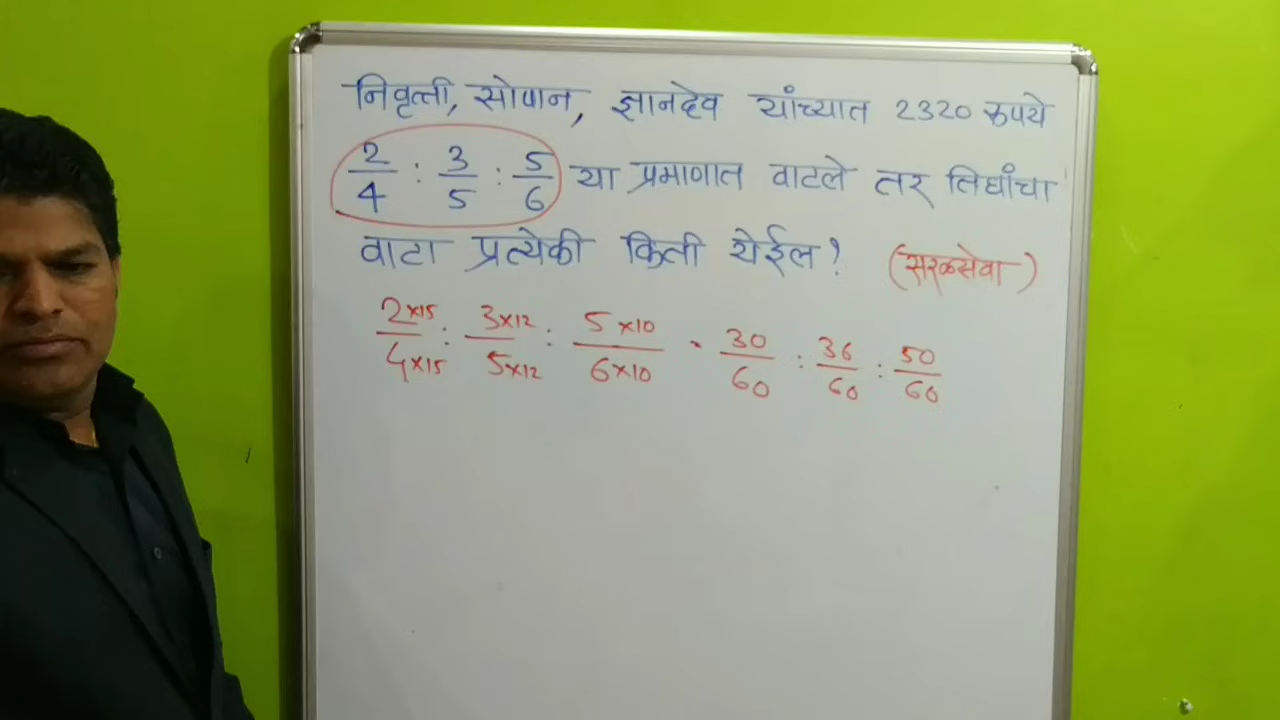 निवृत्ती, सोपान, ज्ञानदेव यांच्यात 2320 रुपये
2/4 : 3/5 : 5/6 या प्रमाणात वाटले तर तिघांचा
वाटा प्रत्येकी किती येईल? (सरळसेवा)
2×15/4×15 : 3×12/5×12 : 5×10/6×10 - 30/60 : 36/60 : 50/60